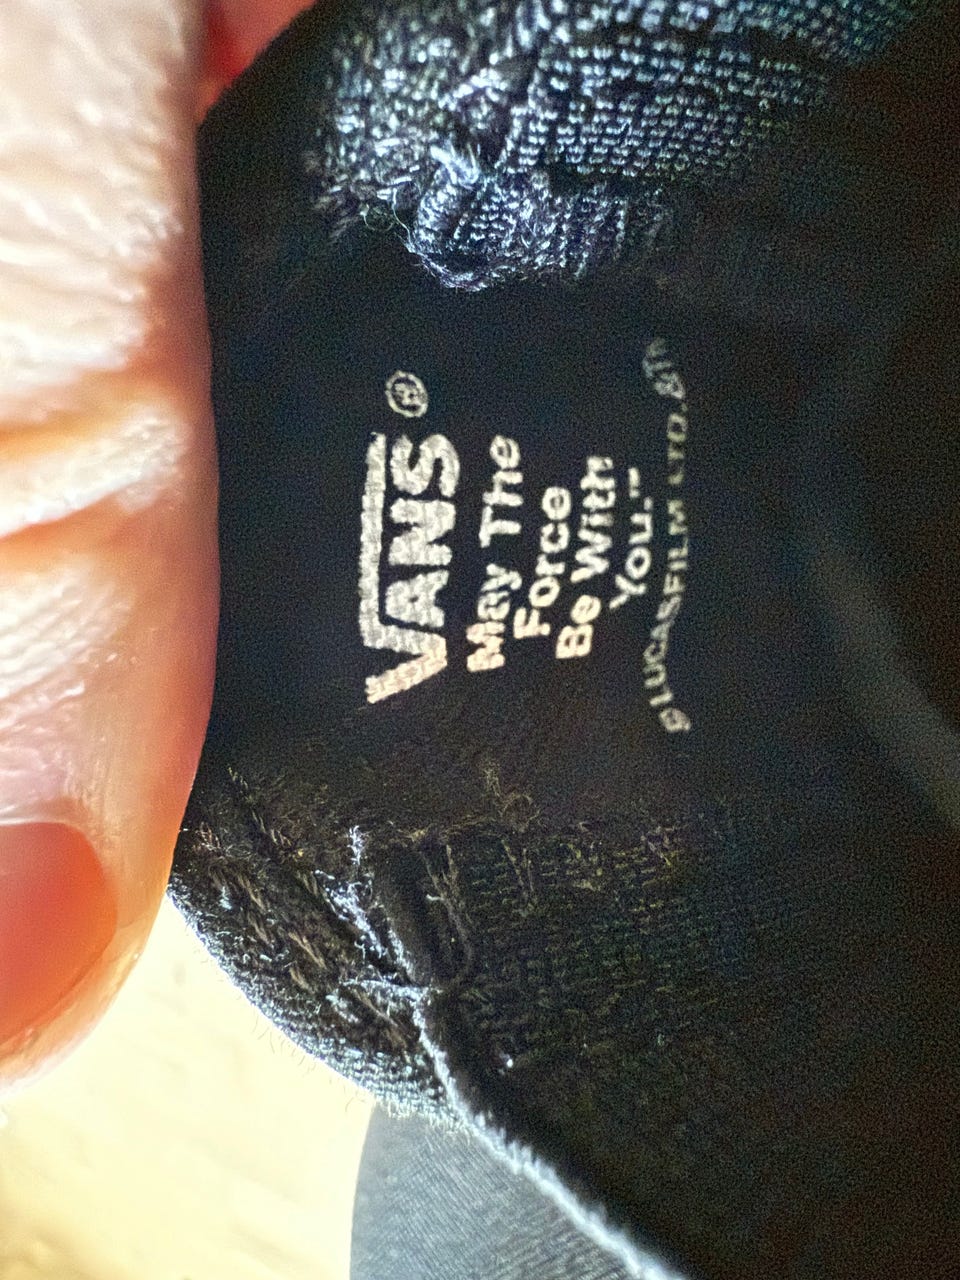 VANS®
May The
Force
Be With
You.™
© LUCASFILM LTD. & TM